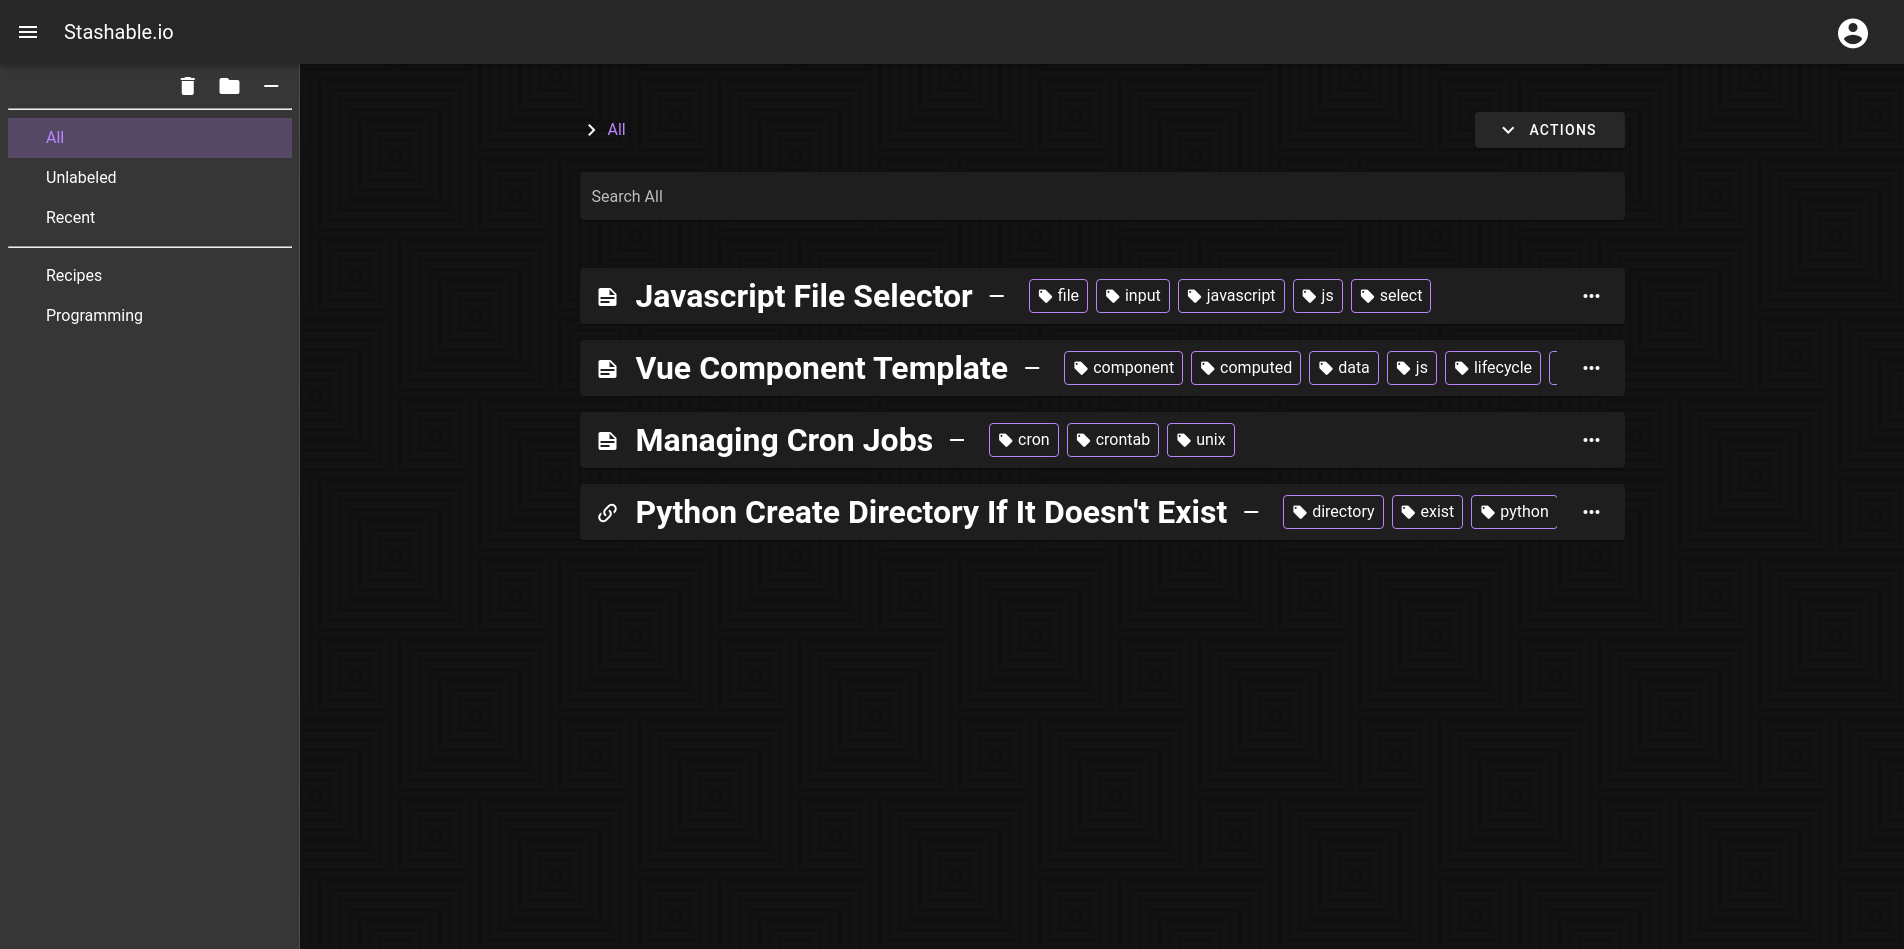 Stashable.io
All
Unlabeled
Recent
Recipes
Programming
All
ACTIONS
Search All
Javascript File Selector – file input javascript js select
Vue Component Template – component computed data js lifecycle
Managing Cron Jobs – cron crontab unix
Python Create Directory If It Doesn't Exist – directory exist python